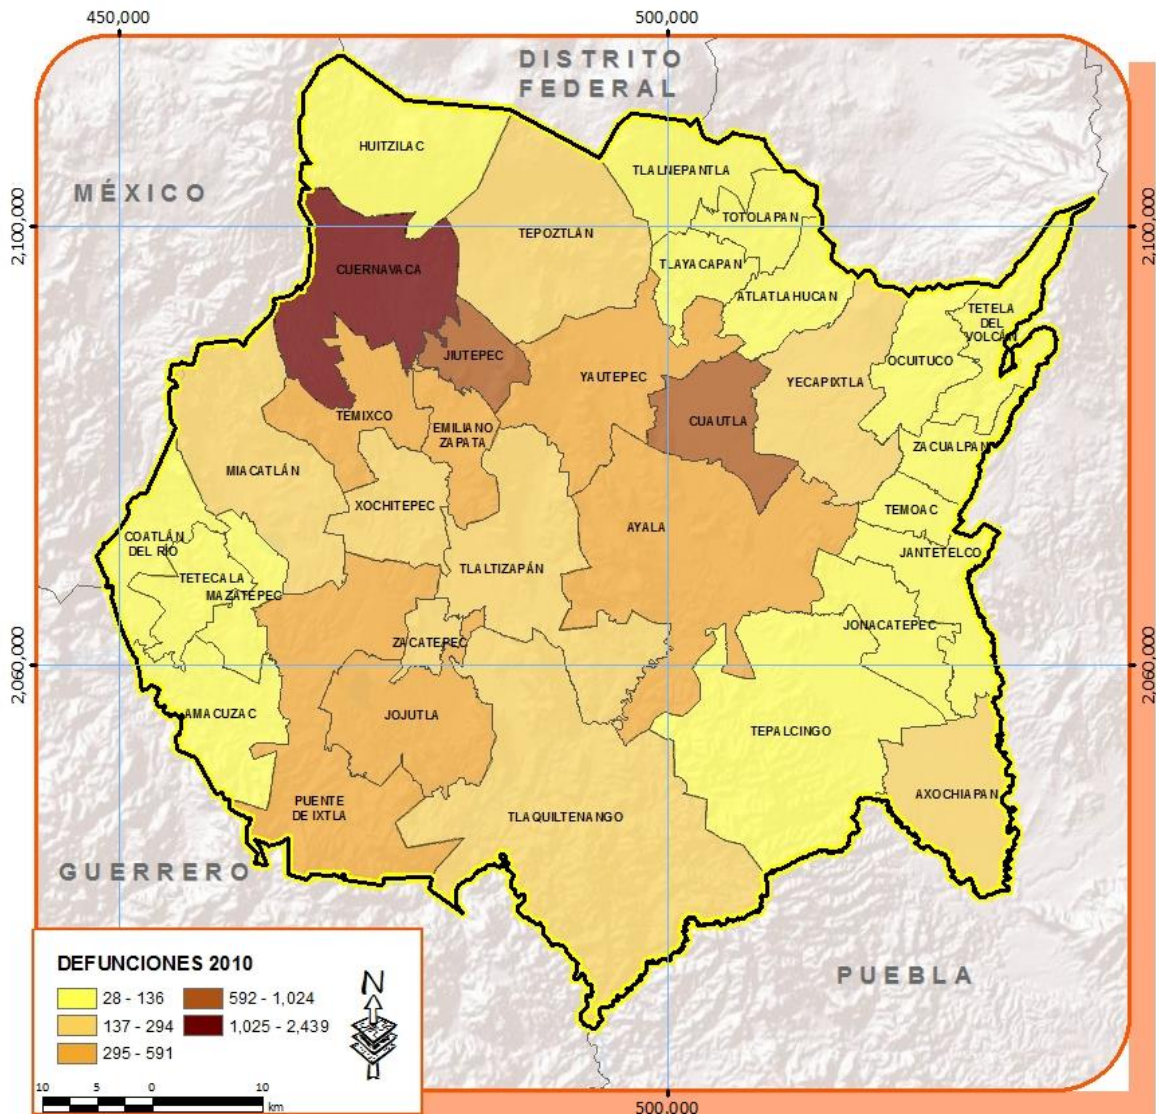 450,000
500,000
DISTRITO
FEDERAL
HUITZILAC
TLALNEPANTLA
MÉXICO
TOTOLAPAN
2,100,000
2,100,000
TEPOZTLÁN
TLAYACAPAN
CUERNAVACA
ATLATLAHUCAN
TETELA
DEL
VOLCÁN
JIUTEPEC
OCUITUCO
YAUTEPEC
YECAPIXTLA
TEMIXCO
CUAUTLA
EMILIANO
ZAPATA
ZACUALPAN
MIACATLÁN
XOCHITEPEC
TEMOAC
AYALA
COATLÁN
DEL RÍO
JANTETELCO
TLALTIZAPÁN
TETECALA
MAZATEPEC
JONACATEPEC
ZACATEPEC
2,060,000
2,060,000
AMACUZAC
JOJUTLA
TEPALCINGO
AXOCHIAPAN
PUENTE
DE IXTLA
TLAQUILTENANGO
GUERRERO
PUEBLA
DEFUNCIONES 2010
28 - 136
592 - 1,024
137 - 294
1,025 - 2,439
295 - 591
N
10 5 0 10
km
500,000